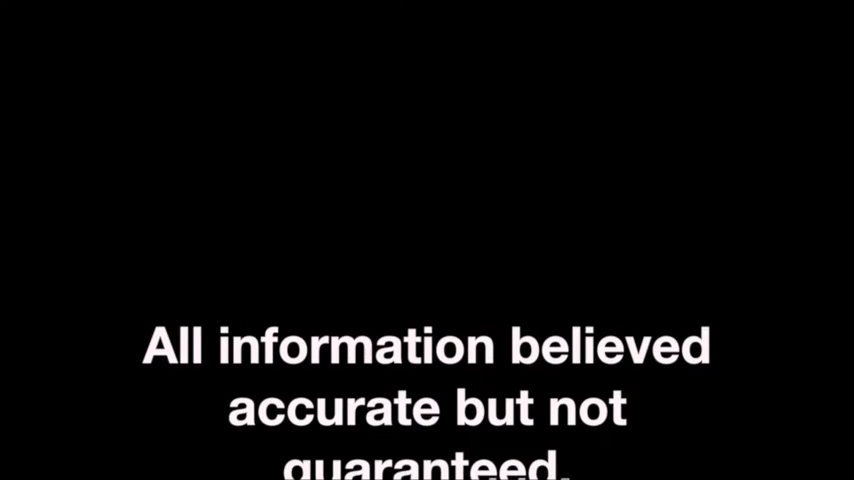 All information believed
accurate but not
guaranteed.